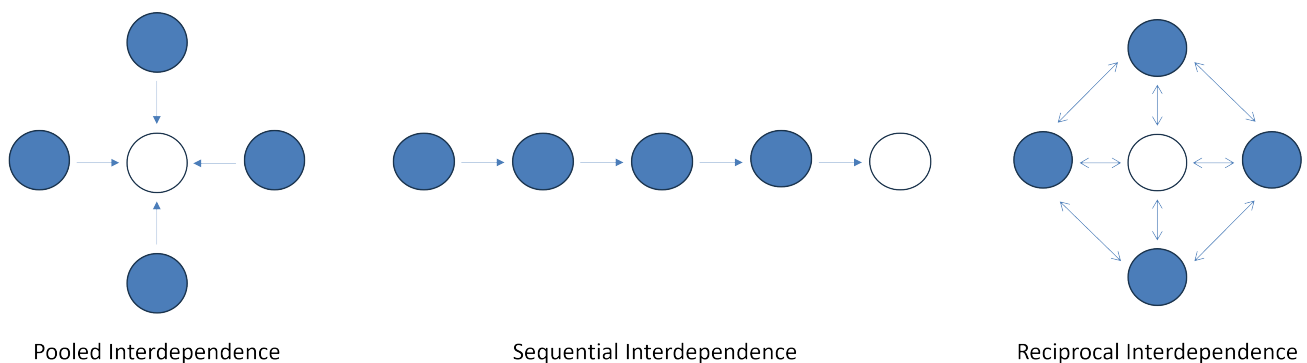 Pooled Interdependence
Sequential Interdependence
Reciprocal Interdependence